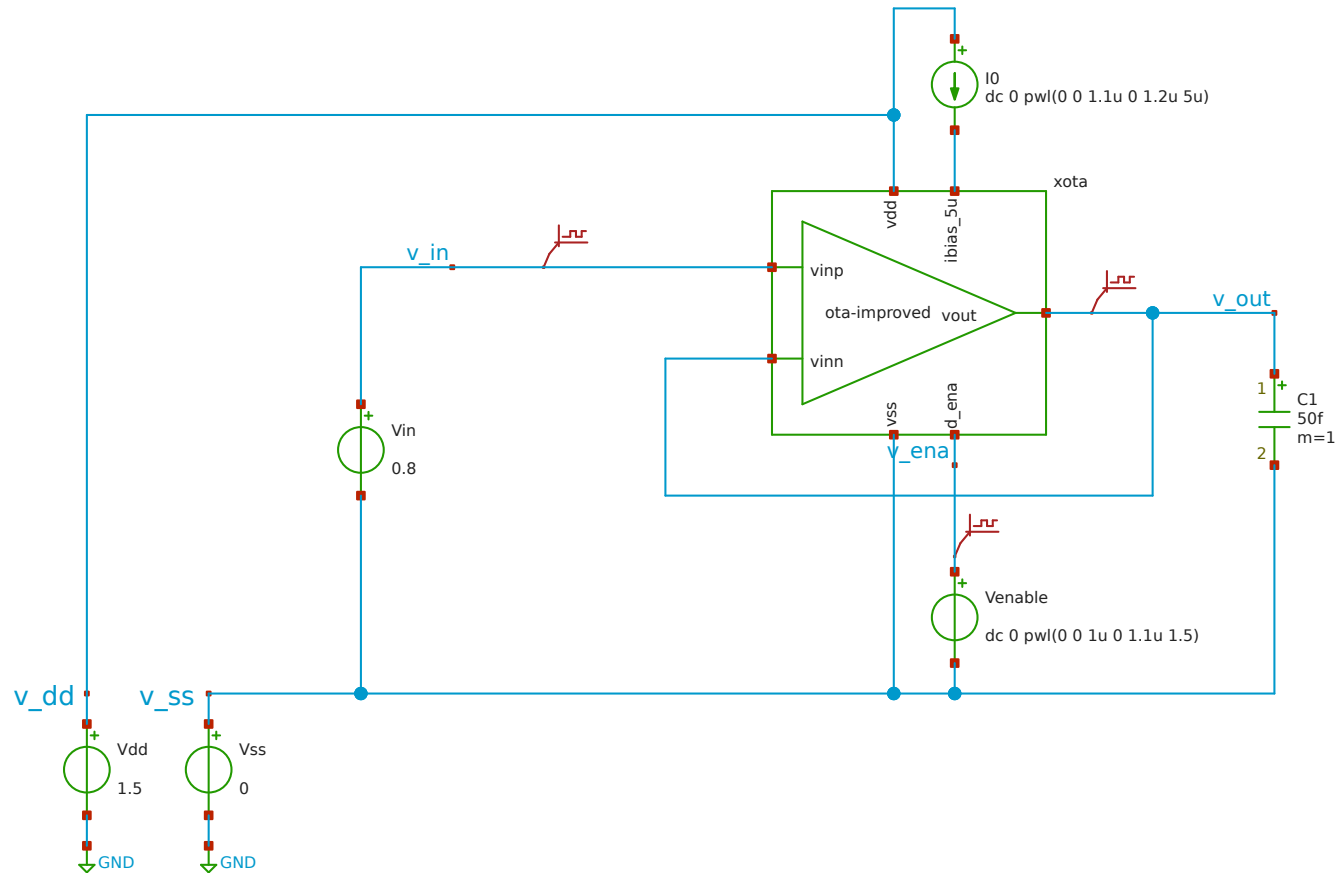 I0
dc 0 pwl(0 0 1.1u 0 1.2u 5u)
xota
vdd
ibias_5u
v_in
vinp
ota-improved
vout
v_out
vinn
vss
d_ena
v_ena
1
C1
50f
m=1
2
Vin
0.8
Venable
dc 0 pwl(0 0 1u 0 1.1u 1.5)
v_dd
v_ss
Vdd
1.5
Vss
0
GND
GND